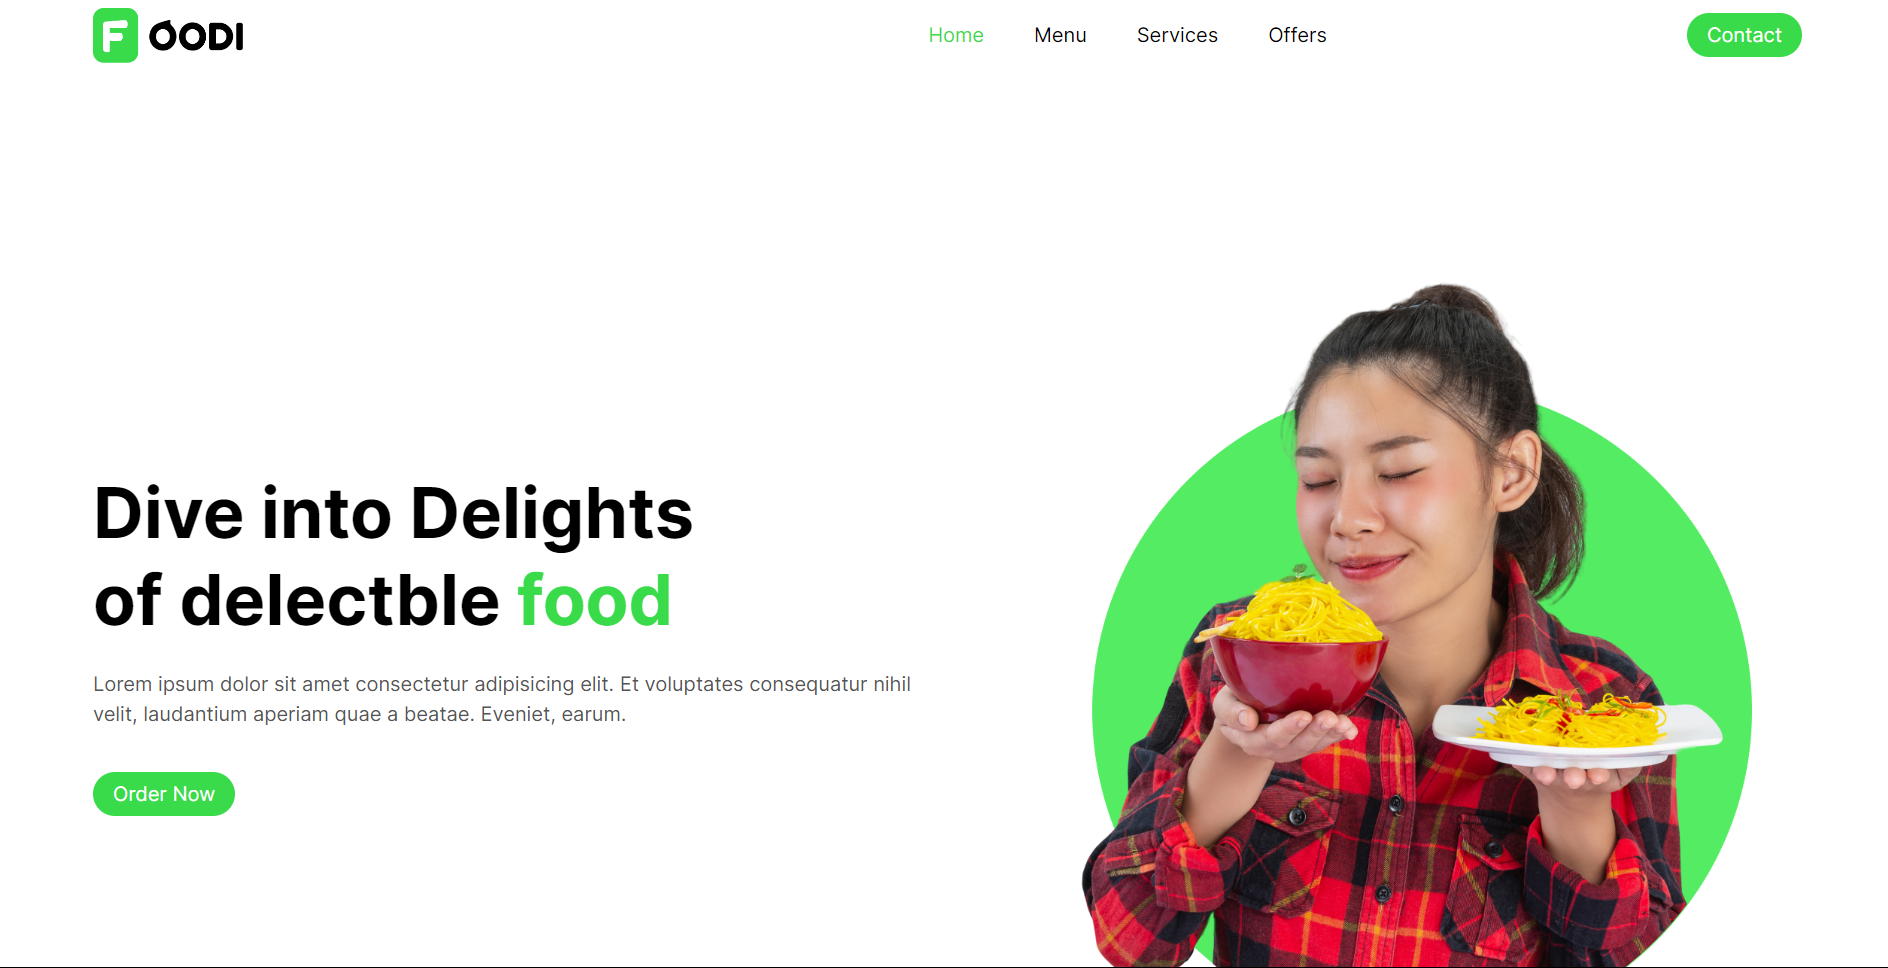 FOODI
Home
Menu
Services
Offers
Contact
Dive into Delights
of delectble food
Lorem ipsum dolor sit amet consectetur adipisicing elit. Et voluptates consequatur nihil
velit, laudantium aperiam quae a beatae. Eveniet, earum.
Order Now